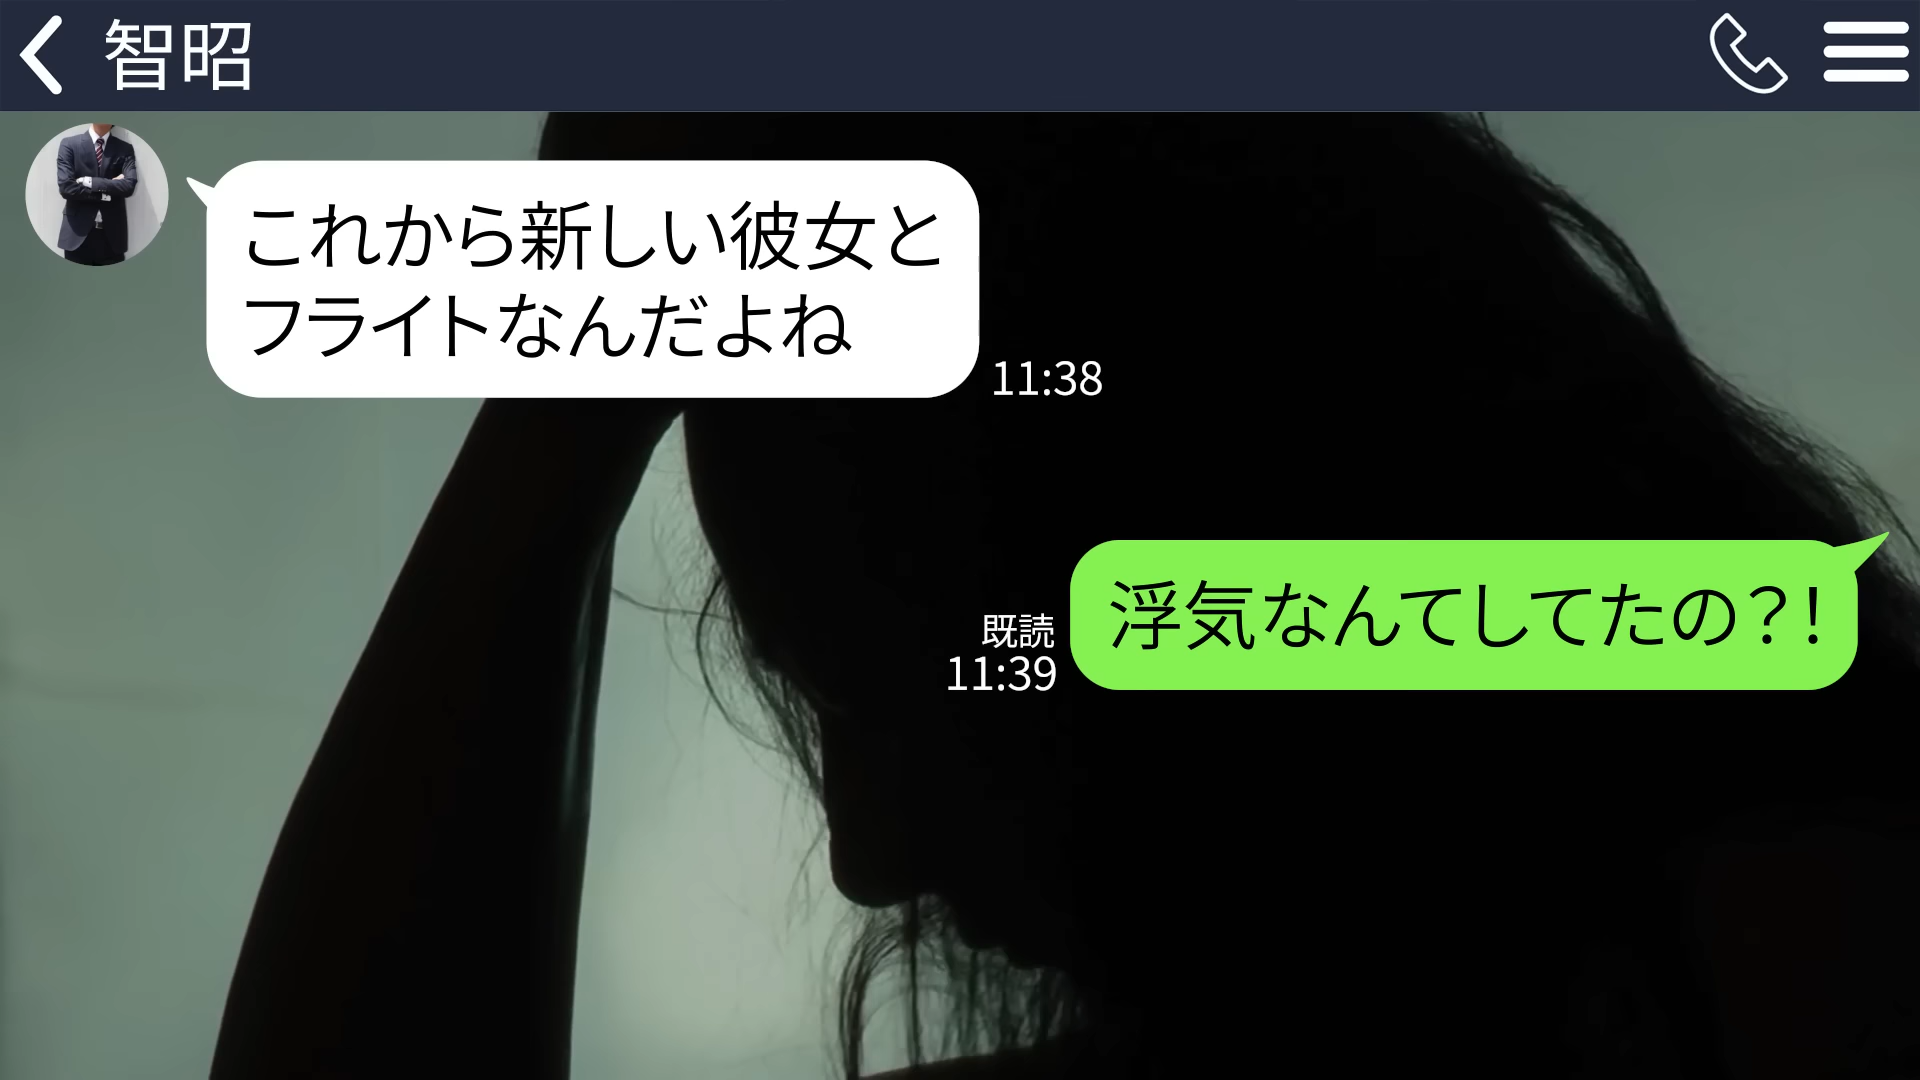 智昭
これから新しい彼女と
フライトなんだよね
11:38
浮気なんてしてたの？！
既読
11:39